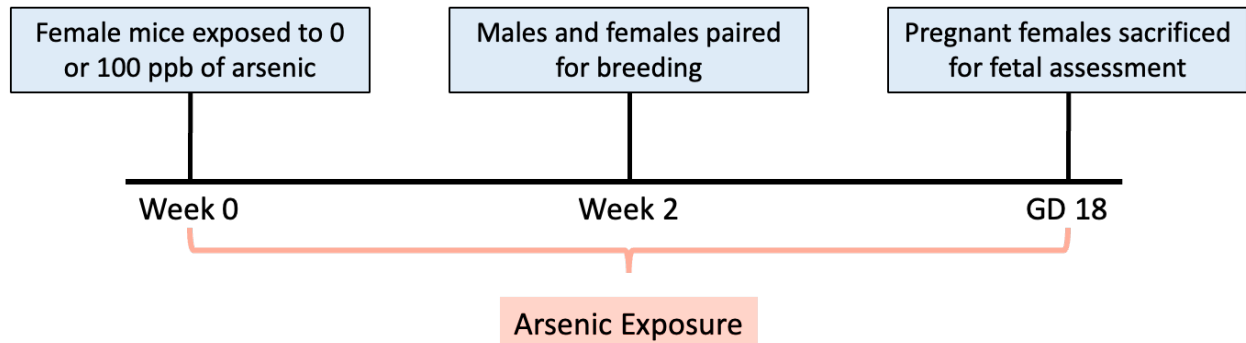 Female mice exposed to 0
or 100 ppb of arsenic
Males and females paired
for breeding
Pregnant females sacrificed
for fetal assessment
Week 0
Week 2
GD 18
Arsenic Exposure